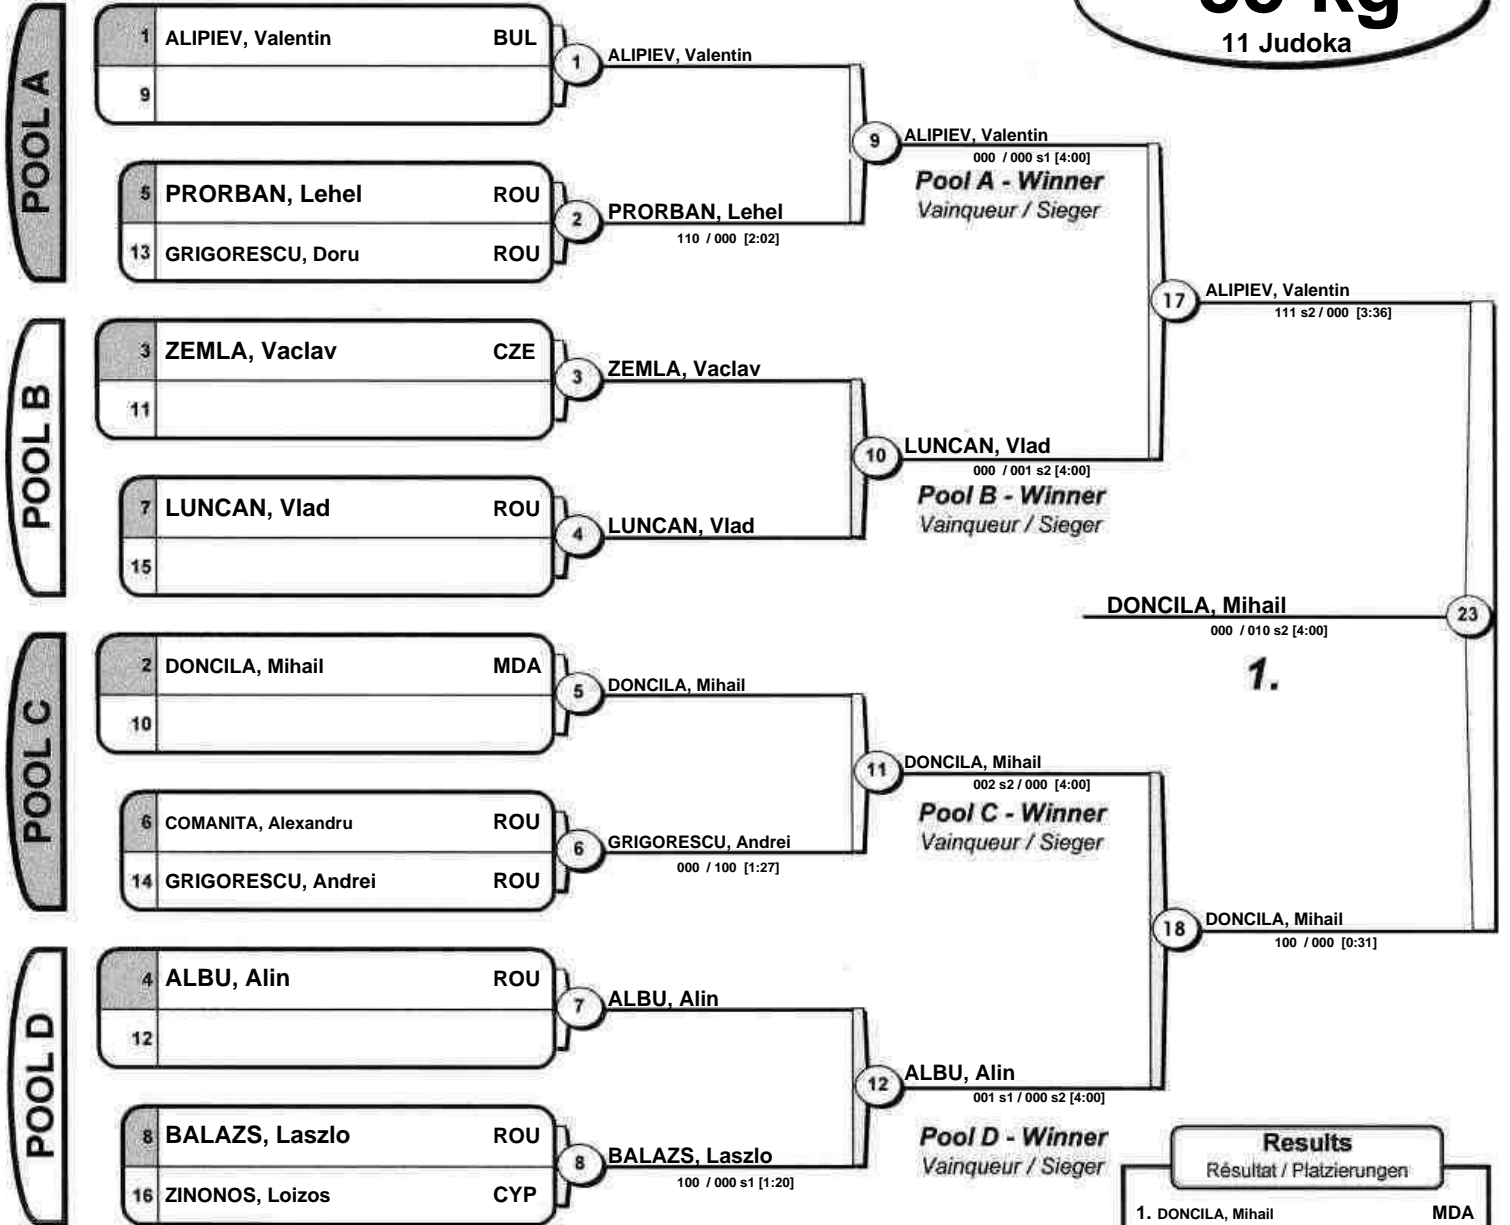 kg
11 Judoka
POOL A
1 ALIPIEV, Valentin BUL
9
1 ALIPIEV, Valentin
5 PRORBAN, Lehel ROU
13 GRIGORESCU, Doru ROU
2 PRORBAN, Lehel
110 / 000 [2:02]
9 ALIPIEV, Valentin
000 / 000 s1 [4:00]
Pool A - Winner
Vainqueur / Sieger
POOL B
3 ZEMLA, Vaclav CZE
11
3 ZEMLA, Vaclav
7 LUNCAN, Vlad ROU
15
4 LUNCAN, Vlad
10 LUNCAN, Vlad
000 / 001 s2 [4:00]
Pool B - Winner
Vainqueur / Sieger
17 ALIPIEV, Valentin
111 s2 / 000 [3:36]
DONCILA, Mihail 23
000 / 010 s2 [4:00]
1.
POOL C
2 DONCILA, Mihail MDA
10
5 DONCILA, Mihail
6 COMANITA, Alexandru ROU
14 GRIGORESCU, Andrei ROU
6 GRIGORESCU, Andrei
000 / 100 [1:27]
11 DONCILA, Mihail
002 s2 / 000 [4:00]
Pool C - Winner
Vainqueur / Sieger
18 DONCILA, Mihail
100 / 000 [0:31]
POOL D
4 ALBU, Alin ROU
12
7 ALBU, Alin
8 BALAZS, Laszlo ROU
16 ZINONOS, Loizos CYP
8 BALAZS, Laszlo
100 / 000 s1 [1:20]
12 ALBU, Alin
001 s1 / 000 s2 [4:00]
Pool D - Winner
Vainqueur / Sieger
Results
Résultat / Platzierungen
1. DONCILA, Mihail MDA